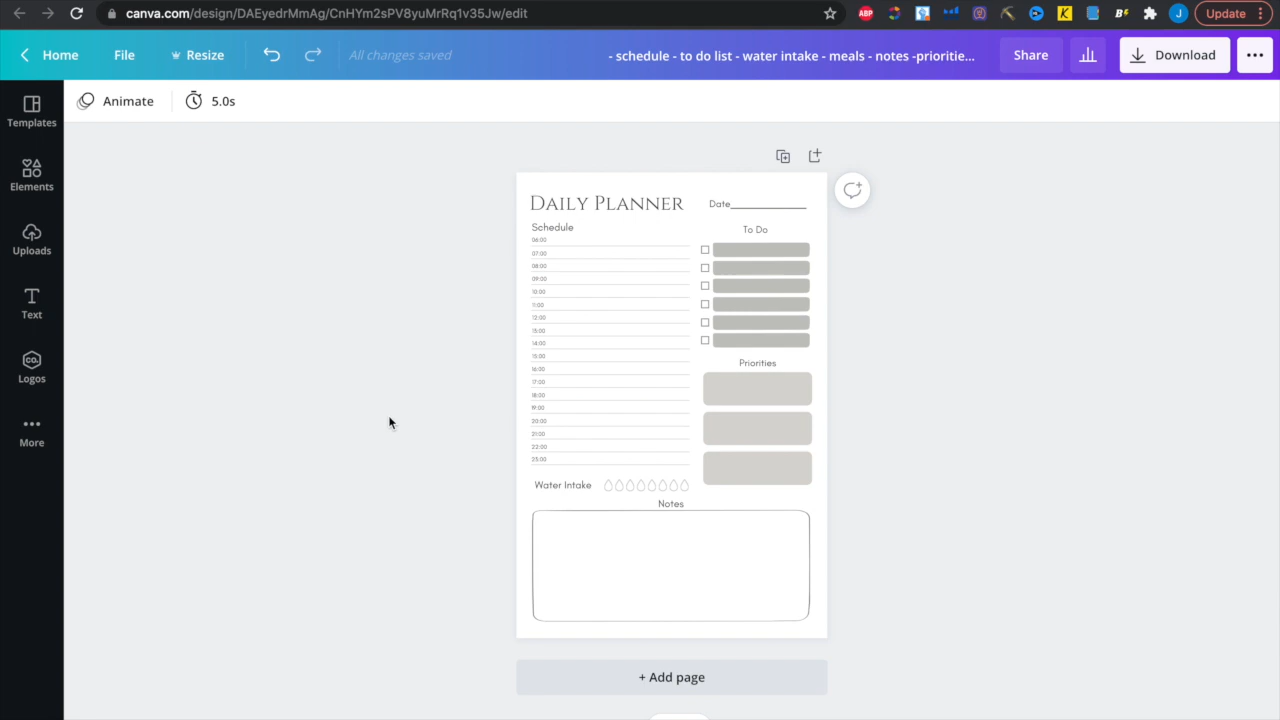 canva.com/design/DAEyedrMmAg/CnHYm2sPV8yuMrRq1v35Jw/edit
ABP
K
B
J
Update
Home
File
Resize
All changes saved
- schedule - to do list - water intake - meals - notes -prioritie...
Share
Download
Templates
Elements
Uploads
Text
CO.
Logos
More
Animate
5.0s
DAILY PLANNER
Date
Schedule
To Do
06:00
07:00
08:00
09:00
10:00
11:00
12:00
13:00
14:00
15:00
16:00
17:00
18:00
19:00
20:00
21:00
22:00
23:00
Priorities
Water Intake
Notes
+ Add page